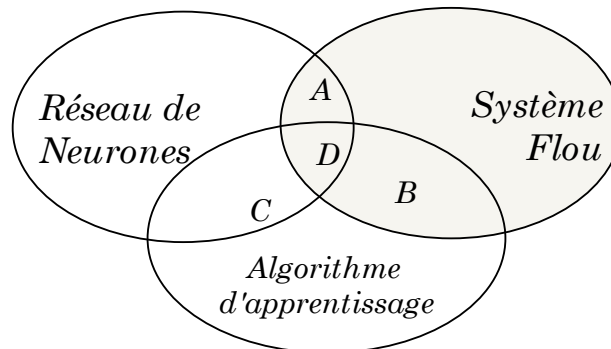 A
Réseau de
Neurones
Système
Flou
D
B
C
Algorithme
d'apprentissage